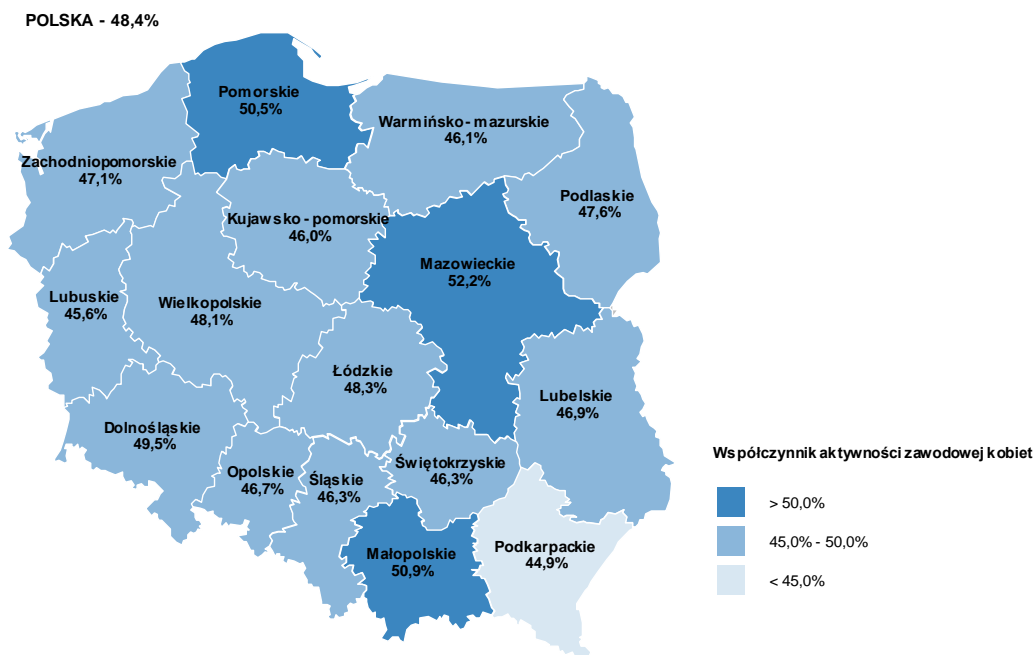 POLSKA - 48,4%
Pomorskie
50,5%
Warmińsko - mazurskie
46,1%
Zachodniopomorskie
47,1%
Podlaskie
47,6%
Kujawsko - pomorskie
46,0%
Mazowieckie
52,2%
Lubuskie
45,6%
Wielkopolskie
48,1%
Łódzkie
48,3%
Lubelskie
46,9%
Dolnośląskie
49,5%
Opolskie
46,7%
Śląskie
46,3%
Świętokrzyskie
46,3%
Małopolskie
50,9%
Podkarpackie
44,9%
Współczynnik aktywności zawodowej kobiet
> 50,0%
45,0% - 50,0%
< 45,0%